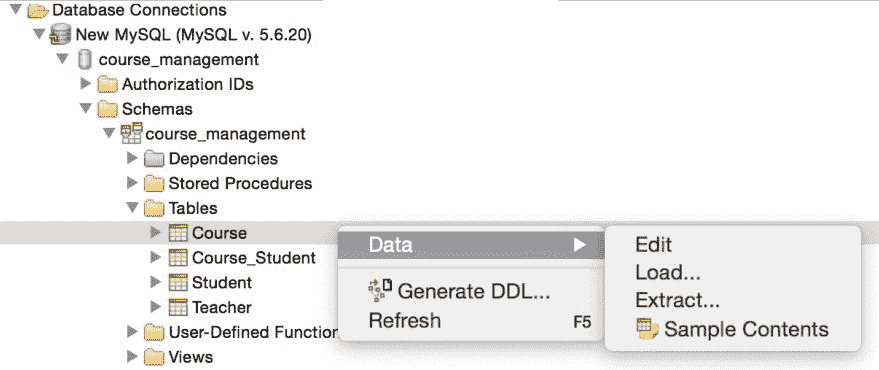 Database Connections
New MySQL (MySQL v. 5.6.20)
course_management
Authorization IDs
Schemas
course_management
Dependencies
Stored Procedures
Tables
Course
Course_Student
Student
Teacher
User-Defined Function
Views
Data
Generate DDL...
Refresh F5
Edit
Load...
Extract...
Sample Contents